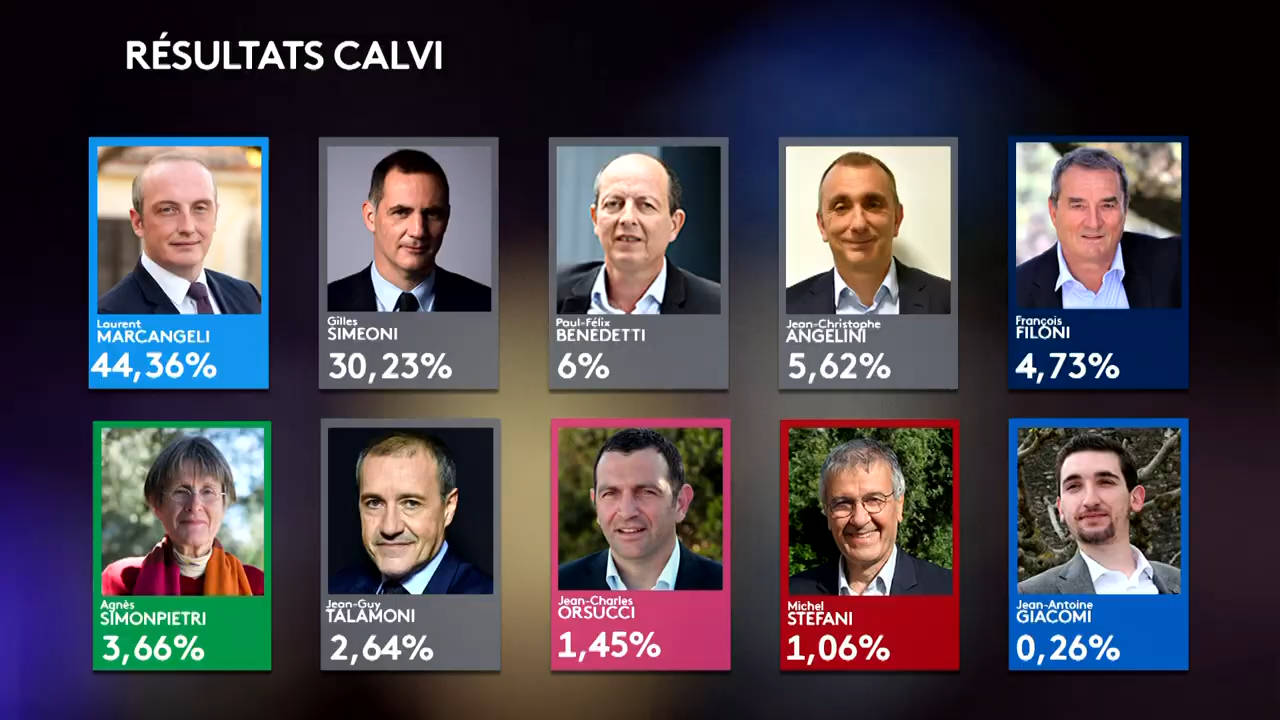 RÉSULTATS CALVI
Laurent
MARCANGELI
44,36%
Gilles
SIMEONI
30,23%
Paul-Félix
BENEDETTI
6%
Jean-Christophe
ANGELINI
5,62%
François
FILONI
4,73%
Agnès
SIMONPIETRI
3,66%
Jean-Guy
TALAMONI
2,64%
Jean-Charles
ORSUCCI
1,45%
Michel
STEFANI
1,06%
Jean-Antoine
GIACOMI
0,26%